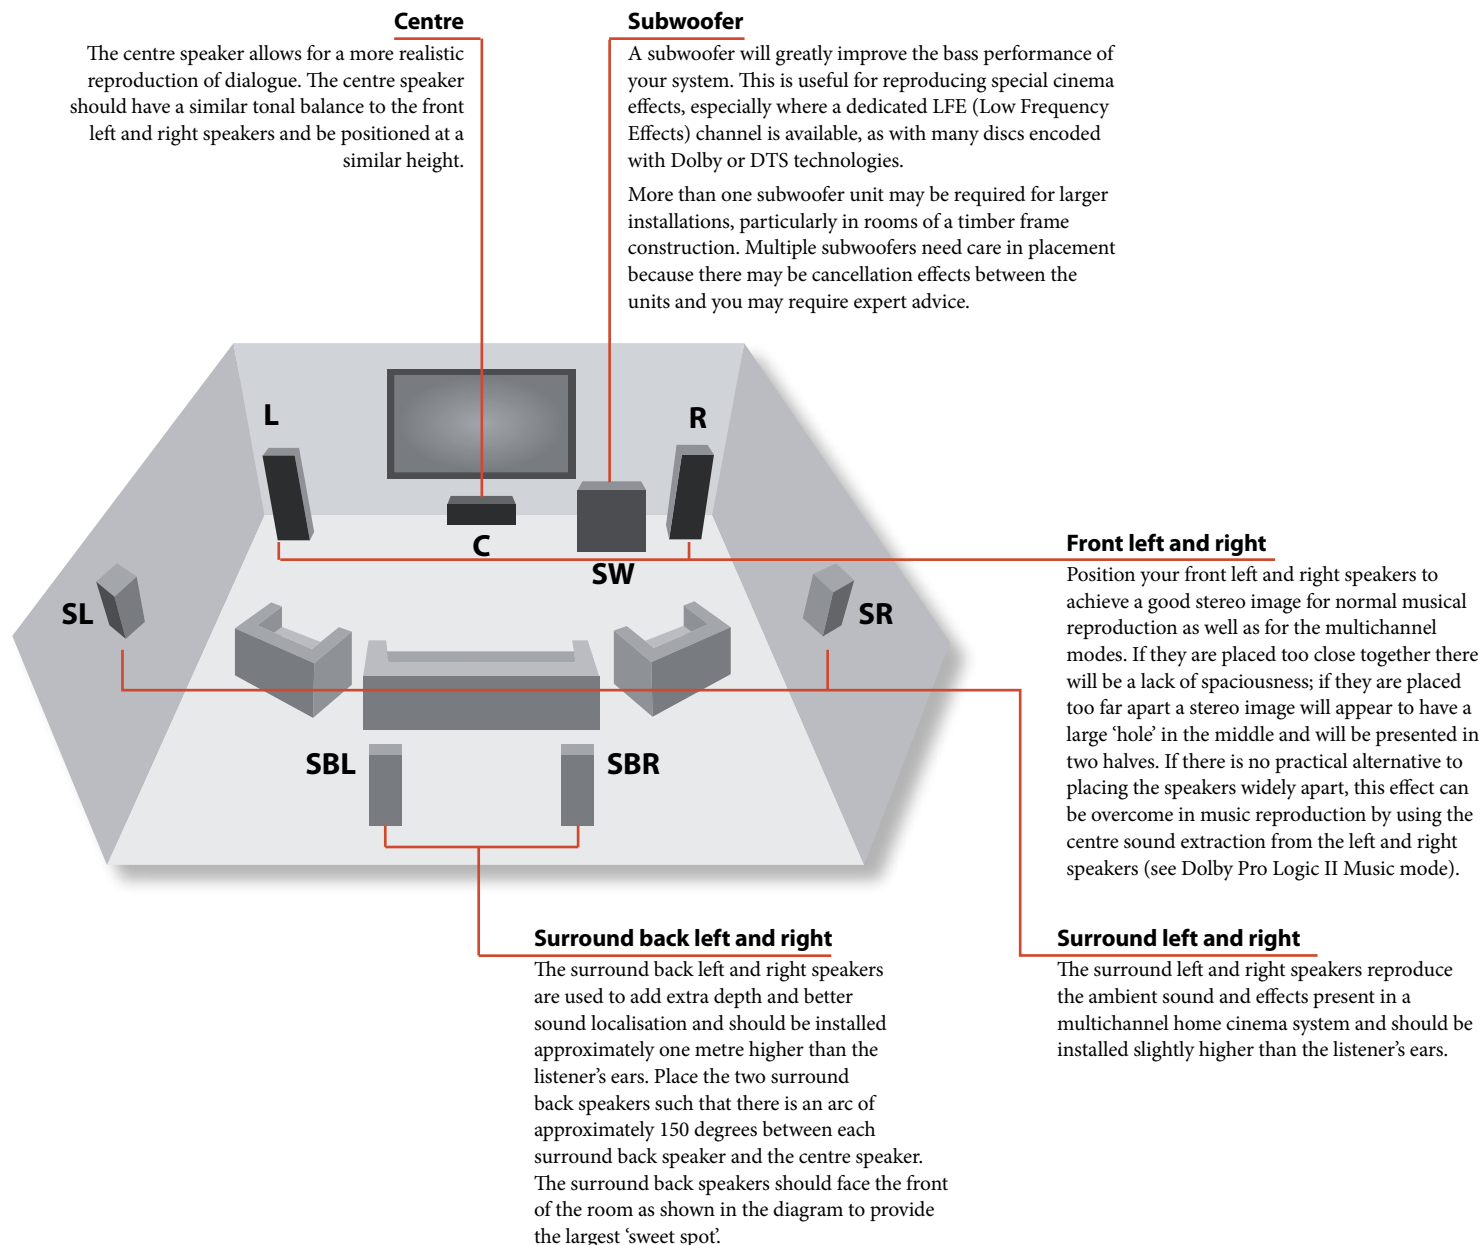 Centre
The centre speaker allows for a more realistic
reproduction of dialogue. The centre speaker
should have a similar tonal balance to the front
left and right speakers and be positioned at a
similar height.
Subwoofer
A subwoofer will greatly improve the bass performance of
your system. This is useful for reproducing special cinema
effects, especially where a dedicated LFE (Low Frequency
Effects) channel is available, as with many discs encoded
with Dolby or DTS technologies.
More than one subwoofer unit may be required for larger
installations, particularly in rooms of a timber frame
construction. Multiple subwoofers need care in placement
because there may be cancellation effects between the
units and you may require expert advice.
L
R
C
SW
SL
SR
SBL
SBR
Front left and right
Position your front left and right speakers to
achieve a good stereo image for normal musical
reproduction as well as for the multichannel
modes. If they are placed too close together there
will be a lack of spaciousness; if they are placed
too far apart a stereo image will appear to have a
large ‘hole’ in the middle and will be presented in
two halves. If there is no practical alternative to
placing the speakers widely apart, this effect can
be overcome in music reproduction by using the
centre sound extraction from the left and right
speakers (see Dolby Pro Logic II Music mode).
Surround back left and right
The surround back left and right speakers
are used to add extra depth and better
sound localisation and should be installed
approximately one metre higher than the
listener’s ears. Place the two surround
back speakers such that there is an arc of
approximately 150 degrees between each
surround back speaker and the centre speaker.
The surround back speakers should face the front
of the room as shown in the diagram to provide
the largest ‘sweet spot’.
Surround left and right
The surround left and right speakers reproduce
the ambient sound and effects present in a
multichannel home cinema system and should be
installed slightly higher than the listener’s ears.